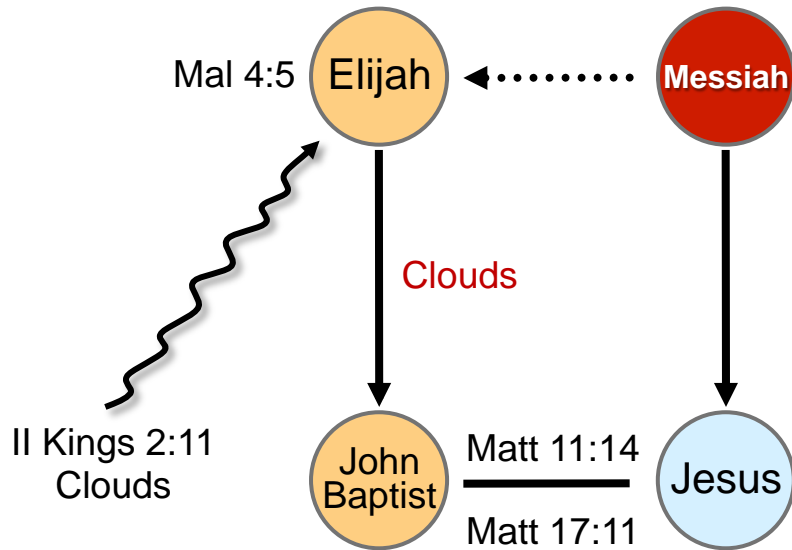 Mal 4:5
Elijah
Messiah
Clouds
II Kings 2:11
Clouds
John
Baptist
Matt 11:14
Matt 17:11
Jesus